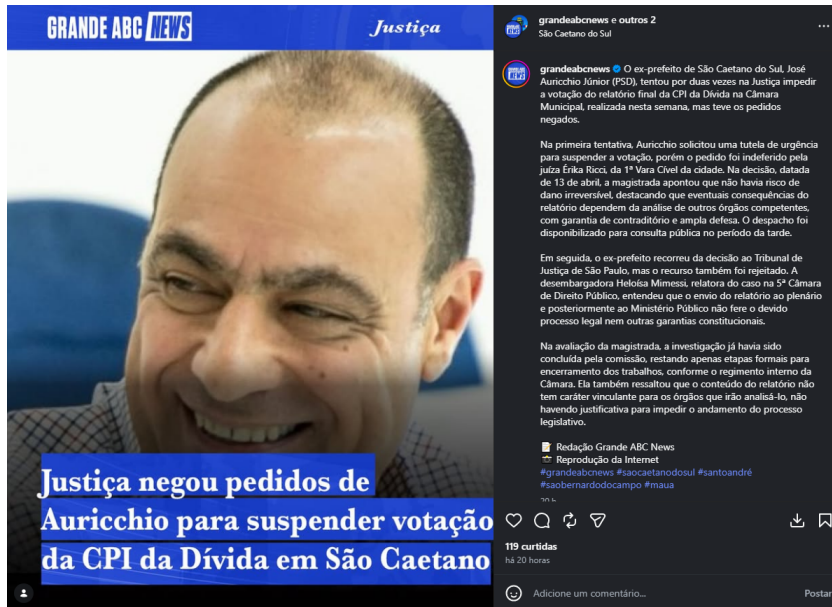 GRANDE ABC NEWS
Justiça
Justiça negou pedidos de
Auricchio para suspender votação
da CPI da Dívida em São Caetano
grandeabcnews e outros 2
São Caetano do Sul
grandeabcnews O ex-prefeito de São Caetano do Sul, José
Auricchio Júnior (PSD), tentou por duas vezes na Justiça impedir
a votação do relatório final da CPI da Dívida na Câmara
Municipal, realizada nesta semana, mas teve os pedidos
negados.
Na primeira tentativa, Auricchio solicitou uma tutela de urgência
para suspender a votação, porém o pedido foi indeferido pela
juíza Érika Ricci, da 1ª Vara Cível da cidade. Na decisão, datada
de 13 de abril, a magistrada apontou que não havia risco de
dano irreversível, destacando que eventuais consequências do
relatório dependem da análise de outros órgãos competentes,
com garantia de contraditório e ampla defesa. O despacho foi
disponibilizado para consulta pública no período da tarde.
Em seguida, o ex-prefeito recorreu da decisão ao Tribunal de
Justiça de São Paulo, mas o recurso também foi rejeitado. A
desembargadora Heloísa Mimessi, relatora do caso na 5ª Câmara
de Direito Público, entendeu que o envio do relatório ao plenário
e posteriormente ao Ministério Público não fere o devido
processo legal nem outras garantias constitucionais.
Na avaliação da magistrada, a investigação já havia sido
concluída pela comissão, restando apenas etapas formais para
encerramento dos trabalhos, conforme o regimento interno da
Câmara. Ela também ressaltou que o conteúdo do relatório não
tem caráter vinculante para os órgãos que irão analisá-lo, não
havendo justificativa para impedir o andamento do processo
legislativo.
Redação Grande ABC News
Reprodução da Internet
#grandeabcnews #saocaetanodosul #santoandré
#saobernardodocampo #maua
20 h
119 curtidas
há 20 horas
Adicione um comentário...
Postar